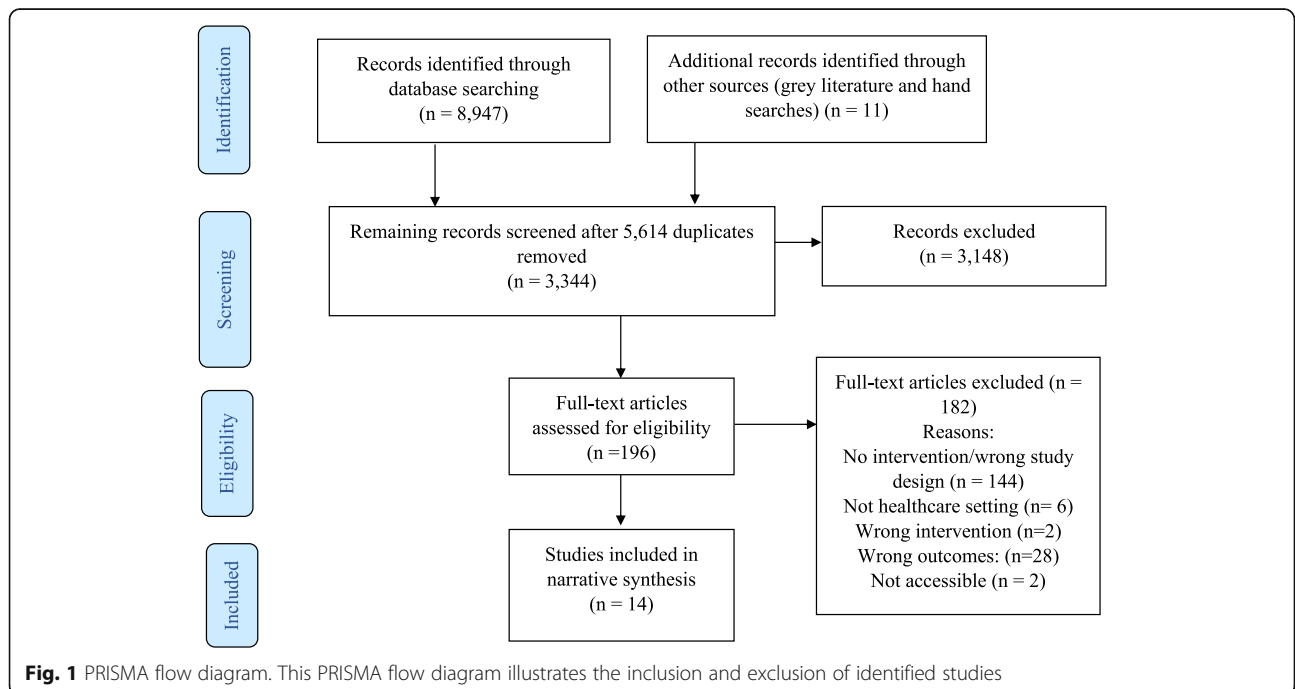 Identification
Records identified through
database searching
(n = 8,947)
Additional records identified through
other sources (grey literature and hand
searches) (n = 11)
Screening
Remaining records screened after 5,614 duplicates
removed
(n = 3,344)
Records excluded
(n = 3,148)
Eligibility
Full-text articles
assessed for eligibility
(n =196)
Full-text articles excluded (n =
182)
Reasons:
No intervention/wrong study
design (n = 144)
Not healthcare setting (n= 6)
Wrong intervention (n=2)
Wrong outcomes: (n=28)
Not accessible (n = 2)
Included
Studies included in
narrative synthesis
(n = 14)
Fig. 1 PRISMA flow diagram. This PRISMA flow diagram illustrates the inclusion and exclusion of identified studies